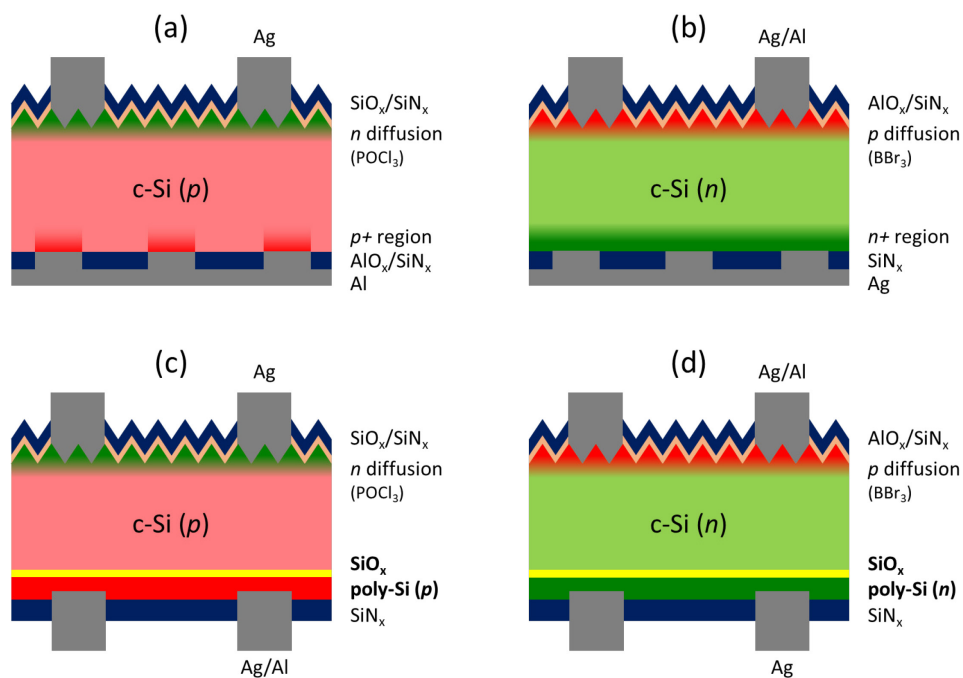 (a)
Ag
SiOₓ/SiNₓ
n diffusion
(POCl₃)
c-Si (p)
p+ region
AlOₓ/SiNₓ
Al
(b)
Ag/Al
AlOₓ/SiNₓ
p diffusion
(BBr₃)
c-Si (n)
n+ region
SiNₓ
Ag
(c)
Ag
SiOₓ/SiNₓ
n diffusion
(POCl₃)
c-Si (p)
SiOₓ
poly-Si (p)
SiNₓ
Ag/Al
(d)
Ag/Al
AlOₓ/SiNₓ
p diffusion
(BBr₃)
c-Si (n)
SiOₓ
poly-Si (n)
SiNₓ
Ag